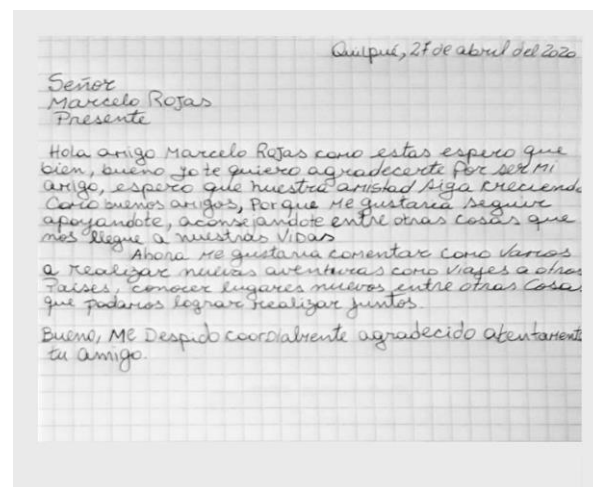 Quilpué, 27 de abril del 2020
Señor
Marcelo Rojas
Presente
Hola amigo Marcelo Rojas como estas espero que
bien, bueno yo te quiero agradecerte por ser mi
amigo, espero que nuestra amistad siga creciendo
como buenos amigos, Porque me gustaria seguir
apoyandote, aconsejandote entre otras cosas que
nos llegue a nuestras vidas
Ahora me gustaria comentar como vamos
a realizar nuevas aventuras como viajes a otros
Paises, conocer lugares nuevos entre otras cosas
que podamos lograr realizar juntos.
Bueno, Me Despido coordialmente agradecido atentamente
tu amigo.